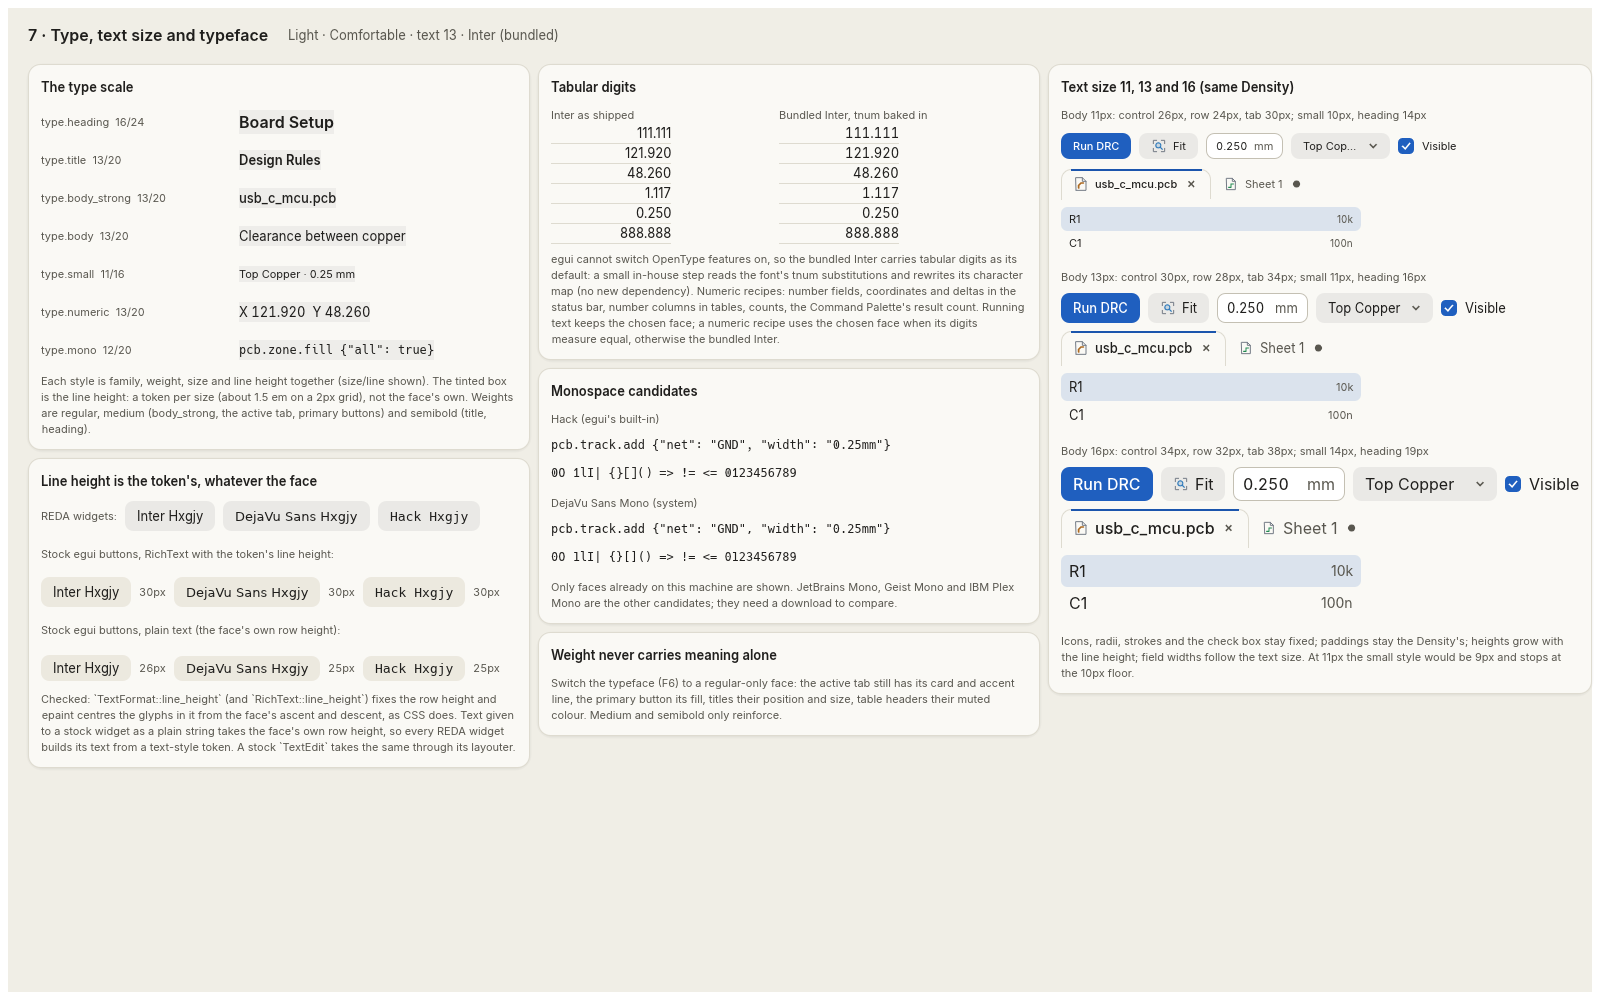 7 · Type, text size and typeface Light · Comfortable · text 13 · Inter (bundled)
The type scale
type.heading 16/24 Board Setup
type.title 13/20 Design Rules
type.body_strong 13/20 usb_c_mcu.pcb
type.body 13/20 Clearance between copper
type.small 11/16 Top Copper · 0.25 mm
type.numeric 13/20 X 121.920 Y 48.260
type.mono 12/20 pcb.zone.fill {"all": true}
Each style is family, weight, size and line height together (size/line shown). The tinted box
is the line height: a token per size (about 1.5 em on a 2px grid), not the face's own. Weights
are regular, medium (body_strong, the active tab, primary buttons) and semibold (title,
heading).
Line height is the token's, whatever the face
REDA widgets: Inter Hxgjy DejaVu Sans Hxgjy Hack Hxgjy
Stock egui buttons, RichText with the token's line height:
Inter Hxgjy 30px DejaVu Sans Hxgjy 30px Hack Hxgjy 30px
Stock egui buttons, plain text (the face's own row height):
Inter Hxgjy 26px DejaVu Sans Hxgjy 25px Hack Hxgjy 25px
Checked: `TextFormat::line_height` (and `RichText::line_height`) fixes the row height and
epaint centres the glyphs in it from the face's ascent and descent, as CSS does. Text given
to a stock widget as a plain string takes the face's own row height, so every REDA widget
builds its text from a text-style token. A stock `TextEdit` takes the same through its layouter.
Tabular digits
Inter as shipped Bundled Inter, tnum baked in
111.111 111.111
121.920 121.920
48.260 48.260
1.117 1.117
0.250 0.250
888.888 888.888
egui cannot switch OpenType features on, so the bundled Inter carries tabular digits as its
default: a small in-house step reads the font's tnum substitutions and rewrites its character
map (no new dependency). Numeric recipes: number fields, coordinates and deltas in the
status bar, number columns in tables, counts, the Command Palette's result count. Running
text keeps the chosen face; a numeric recipe uses the chosen face when its digits
measure equal, otherwise the bundled Inter.
Monospace candidates
Hack (egui's built-in)
pcb.track.add {"net": "GND", "width": "0.25mm"}
0O 1lI| {}[]() => != <= 0123456789
DejaVu Sans Mono (system)
pcb.track.add {"net": "GND", "width": "0.25mm"}
0O 1lI| {}[]() => != <= 0123456789
Only faces already on this machine are shown. JetBrains Mono, Geist Mono and IBM Plex
Mono are the other candidates; they need a download to compare.
Weight never carries meaning alone
Switch the typeface (F6) to a regular-only face: the active tab still has its card and accent
line, the primary button its fill, titles their position and size, table headers their muted
colour. Medium and semibold only reinforce.
Text size 11, 13 and 16 (same Density)
Body 11px: control 26px, row 24px, tab 30px; small 10px, heading 14px
Run DRC Fit 0.250 mm Top Cop... Visible
usb_c_mcu.pcb × Sheet 1 ●
R1 10k
C1 100n
Body 13px: control 30px, row 28px, tab 34px; small 11px, heading 16px
Run DRC Fit 0.250 mm Top Copper Visible
usb_c_mcu.pcb × Sheet 1 ●
R1 10k
C1 100n
Body 16px: control 34px, row 32px, tab 38px; small 14px, heading 19px
Run DRC Fit 0.250 mm Top Copper Visible
usb_c_mcu.pcb × Sheet 1 ●
R1 10k
C1 100n
Icons, radii, strokes and the check box stay fixed; paddings stay the Density's; heights grow with
the line height; field widths follow the text size. At 11px the small style would be 9px and stops at
the 10px floor.